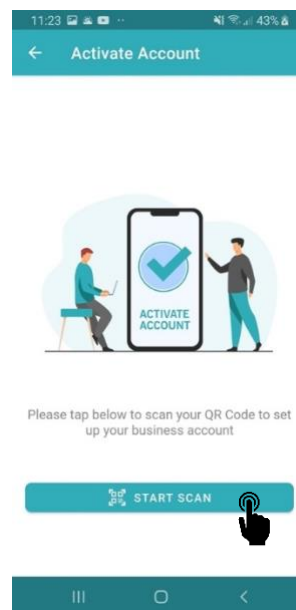 11:23 43%
Activate Account
ACTIVATE
ACCOUNT
Please tap below to scan your QR Code to set
up your business account
START SCAN